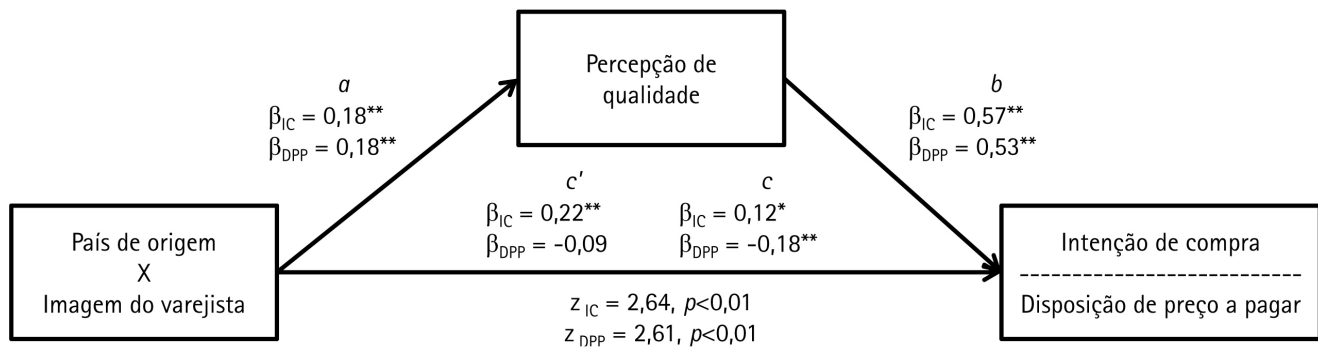 Percepção de
qualidade
a
β_IC = 0,18**
β_DPP = 0,18**
b
β_IC = 0,57**
β_DPP = 0,53**
c'
β_IC = 0,22**
β_DPP = -0,09
c
β_IC = 0,12*
β_DPP = -0,18**
País de origem
X
Imagem do varejista
Intenção de compra
Disposição de preço a pagar
z_IC = 2,64, p<0,01
z_DPP = 2,61, p<0,01